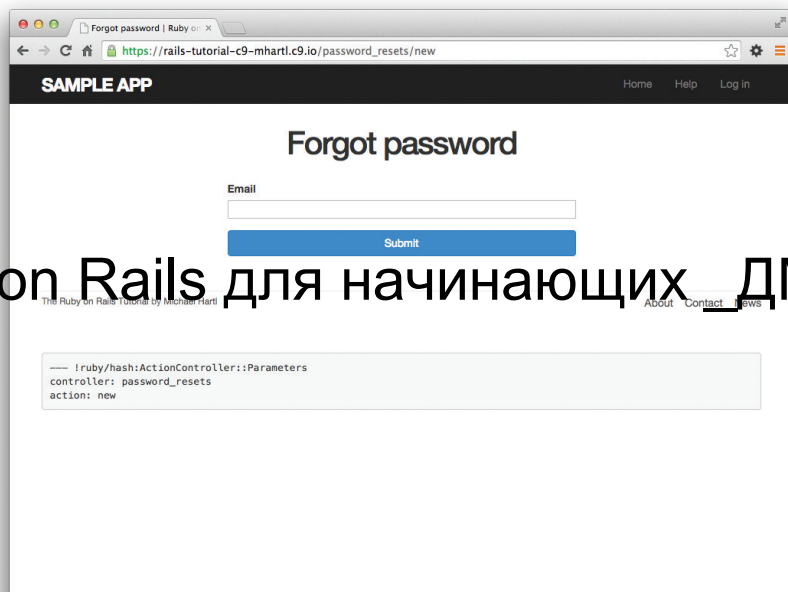 Forgot password | Ruby on
https://rails-tutorial-c9-mhartl.c9.io/password_resets/new
SAMPLE APP
Home Help Log in
Forgot password
Email
Submit
on Rails для начинающих _
The Ruby on Rails Tutorial by Michael Hartl
About Contact News
––– !ruby/hash:ActionController::Parameters
controller: password_resets
action: new